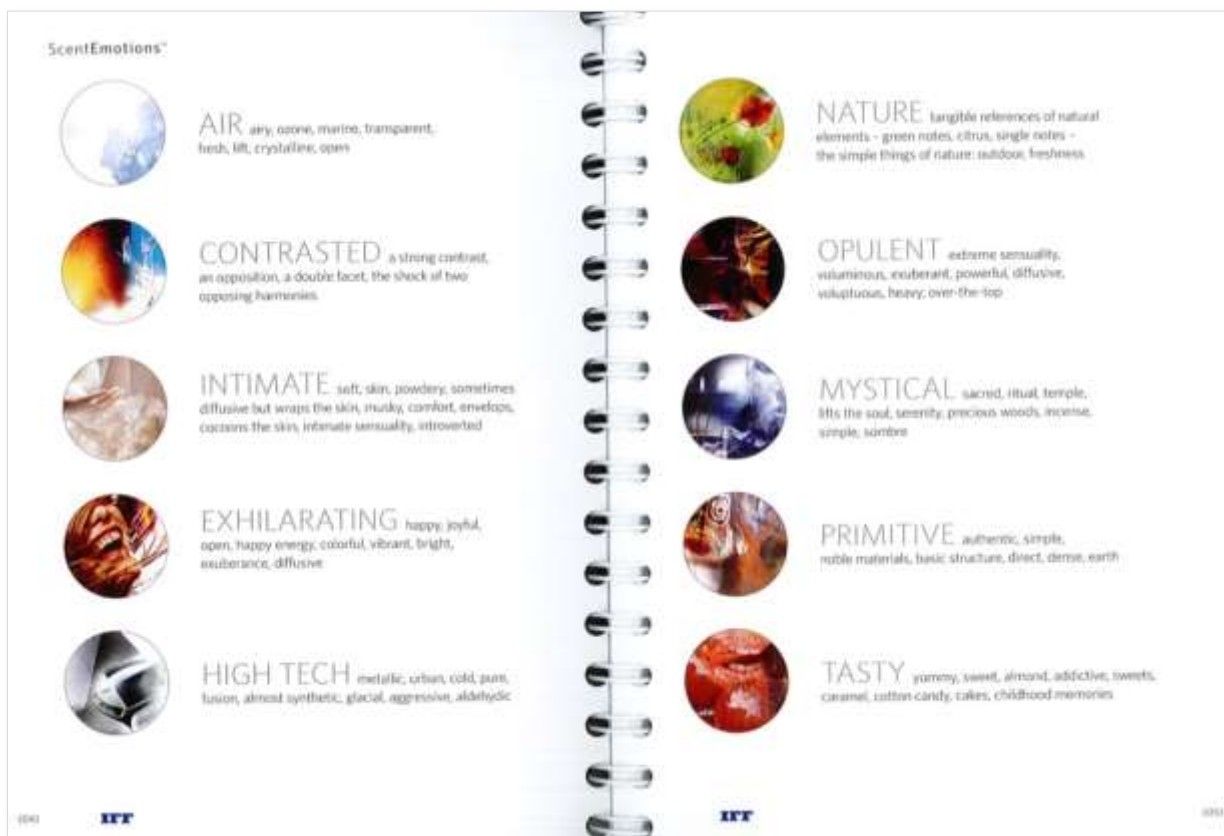 ScentEmotions™
AIR airy, ozone, marine, transparent,
fresh, lift, crystalline, open
CONTRASTED a strong contrast,
an opposition, a double facet, the shock of two
opposing harmonies.
INTIMATE soft, skin, powdery, sometimes
diffusive but wraps the skin, musky, comfort, envelops,
cocoons the skin, intimate sensuality, introverted
EXHILARATING happy, joyful,
open, happy energy, colorful, vibrant, bright,
exuberance, diffusive
HIGH TECH metallic, urban, cold, pure,
fusion, almost synthetic, glacial, aggressive, aldehydic
IFF
NATURE tangible references of natural
elements – green notes, citrus, single notes –
the simple things of nature: outdoor, freshness
OPULENT extreme sensuality,
voluminous, exuberant, powerful, diffusive,
voluptuous, heavy, over-the-top
MYSTICAL sacred, ritual, temple,
lifts the soul, serenity, precious woods, incense,
simple, sombre
PRIMITIVE authentic, simple,
noble materials, basic structure, direct, dense, earth
TASTY yummy, sweet, almond, addictive, sweets,
caramel, cotton-candy, cakes, childhood memories
IFF